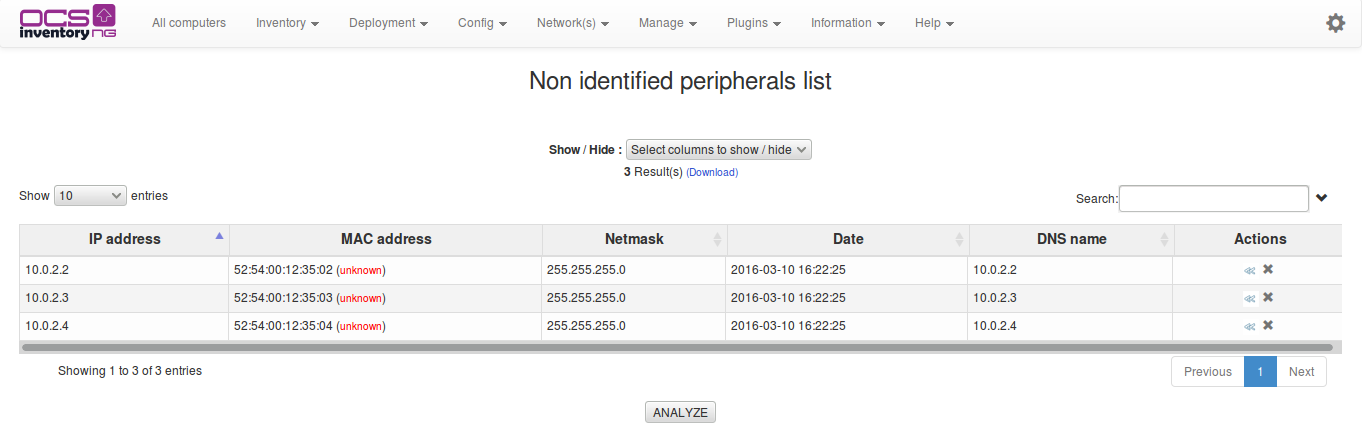 OCS inventory NG
All computers Inventory Deployment Config Network(s) Manage Plugins Information Help
Non identified peripherals list
Show / Hide : Select columns to show / hide
3 Result(s) (Download)
Show 10 entries Search:
IP address MAC address Netmask Date DNS name Actions
10.0.2.2 52:54:00:12:35:02 (unknown) 255.255.255.0 2016-03-10 16:22:25 10.0.2.2
10.0.2.3 52:54:00:12:35:03 (unknown) 255.255.255.0 2016-03-10 16:22:25 10.0.2.3
10.0.2.4 52:54:00:12:35:04 (unknown) 255.255.255.0 2016-03-10 16:22:25 10.0.2.4
Showing 1 to 3 of 3 entries Previous 1 Next
ANALYZE